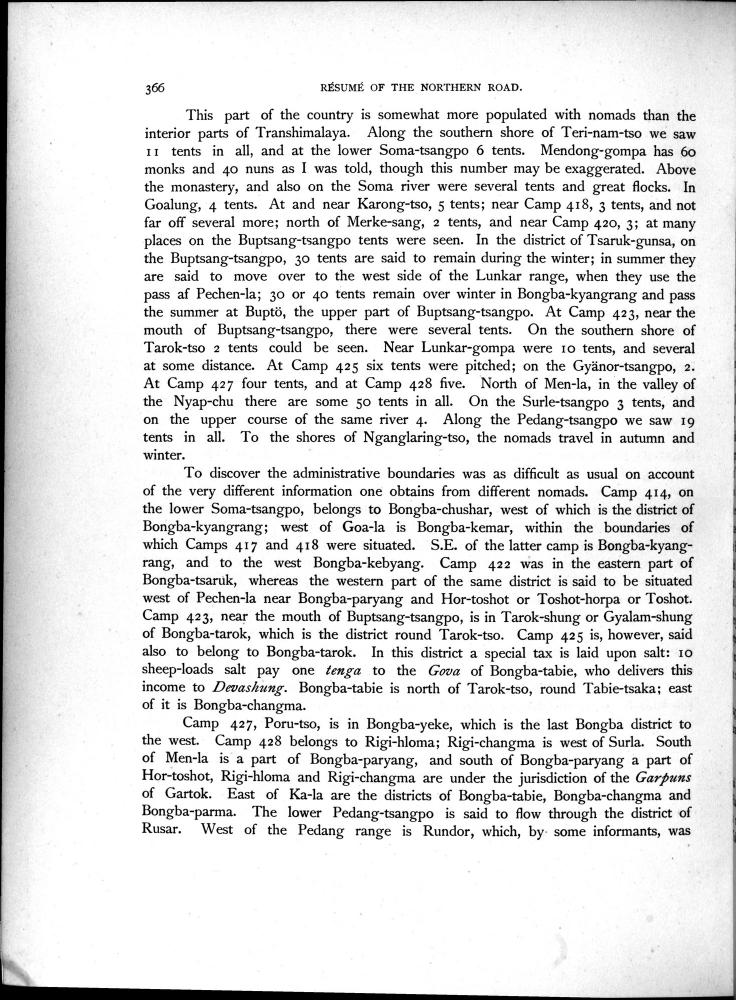 366
RÉSUMÉ OF THE NORTHERN ROAD.
This part of the country is somewhat more populated with nomads than the
interior parts of Transhimalaya. Along the southern shore of Teri-nam-tso we saw
11 tents in all, and at the lower Soma-tsangpo 6 tents. Mendong-gompa has 60
monks and 40 nuns as I was told, though this number may be exaggerated. Above
the monastery, and also on the Soma river were several tents and great flocks. In
Goalung, 4 tents. At and near Karong-tso, 5 tents; near Camp 418, 3 tents, and not
far off several more; north of Merke-sang, 2 tents, and near Camp 420, 3; at many
places on the Buptsang-tsangpo tents were seen. In the district of Tsaruk-gunsa, on
the Buptsang-tsangpo, 30 tents are said to remain during the winter; in summer they
are said to move over to the west side of the Lunkar range, when they use the
pass af Pechen-la; 30 or 40 tents remain over winter in Bongba-kyangrang and pass
the summer at Buptö, the upper part of Buptsang-tsangpo. At Camp 423, near the
mouth of Buptsang-tsangpo, there were several tents. On the southern shore of
Tarok-tso 2 tents could be seen. Near Lunkar-gompa were 10 tents, and several
at some distance. At Camp 425 six tents were pitched; on the Gyänor-tsangpo, 2.
At Camp 427 four tents, and at Camp 428 five. North of Men-la, in the valley of
the Nyap-chu there are some 50 tents in all. On the Surle-tsangpo 3 tents, and
on the upper course of the same river 4. Along the Pedang-tsangpo we saw 19
tents in all. To the shores of Nganglaring-tso, the nomads travel in autumn and
winter.
To discover the administrative boundaries was as difficult as usual on account
of the very different information one obtains from different nomads. Camp 414, on
the lower Soma-tsangpo, belongs to Bongba-chushar, west of which is the district of
Bongba-kyangrang; west of Goa-la is Bongba-kemar, within the boundaries of
which Camps 417 and 418 were situated. S.E. of the latter camp is Bongba-kyang-
rang, and to the west Bongba-kebyang. Camp 422 was in the eastern part of
Bongba-tsaruk, whereas the western part of the same district is said to be situated
west of Pechen-la near Bongba-paryang and Hor-toshot or Toshot-horpa or Toshot.
Camp 423, near the mouth of Buptsang-tsangpo, is in Tarok-shung or Gyalam-shung
of Bongba-tarok, which is the district round Tarok-tso. Camp 425 is, however, said
also to belong to Bongba-tarok. In this district a special tax is laid upon salt: 10
sheep-loads salt pay one tenga to the Gova of Bongba-tabie, who delivers this
income to Devashung. Bongba-tabie is north of Tarok-tso, round Tabie-tsaka; east
of it is Bongba-changma.
Camp 427, Poru-tso, is in Bongba-yeke, which is the last Bongba district to
the west. Camp 428 belongs to Rigi-hloma; Rigi-changma is west of Surla. South
of Men-la is a part of Bongba-paryang, and south of Bongba-paryang a part of
Hor-toshot, Rigi-hloma and Rigi-changma are under the jurisdiction of the Garpuns
of Gartok. East of Ka-la are the districts of Bongba-tabie, Bongba-changma and
Bongba-parma. The lower Pedang-tsangpo is said to flow through the district of
Rusar. West of the Pedang range is Rundor, which, by some informants, was